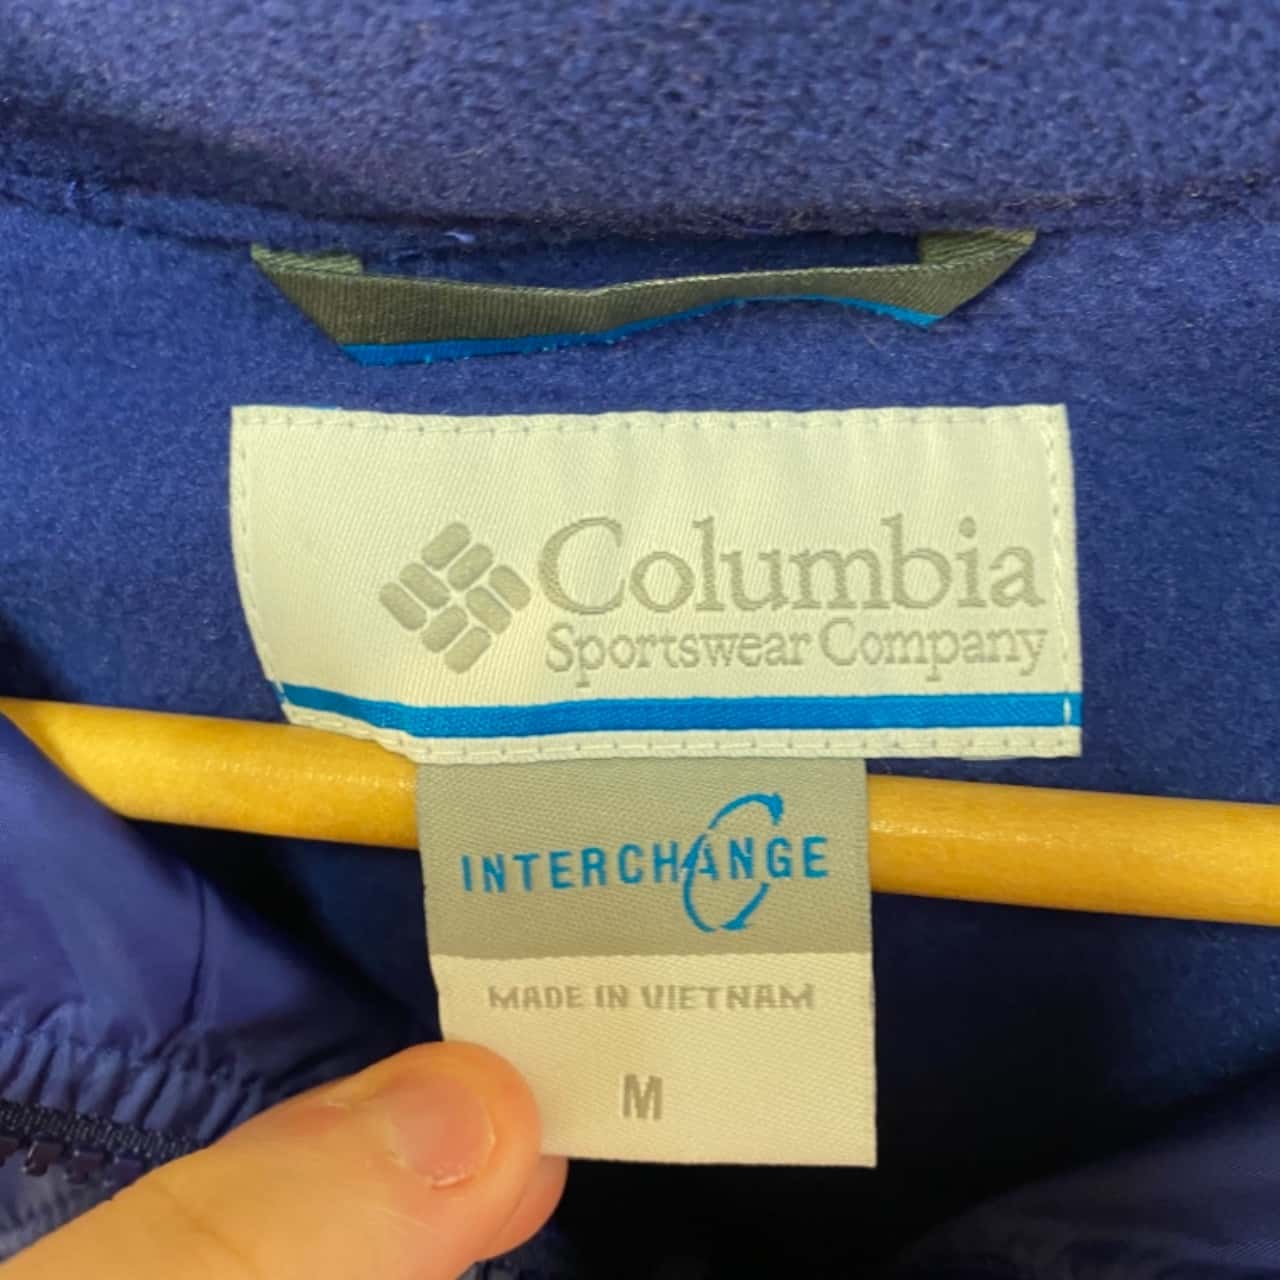 Columbia
Sportswear Company
INTERCHANGE
MADE IN VIETNAM
M